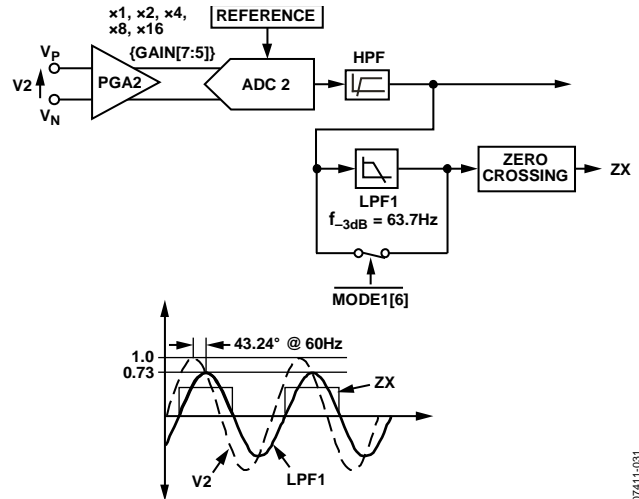 ×1, ×2, ×4,
×8, ×16
{GAIN[7:5]}
REFERENCE
HPF
VP
V2
VN
PGA2
ADC 2
LPF1
f–3dB = 63.7Hz
ZERO
CROSSING
ZX
MODE1[6]
43.24° @ 60Hz
1.0
0.73
ZX
V2
LPF1
07411-031